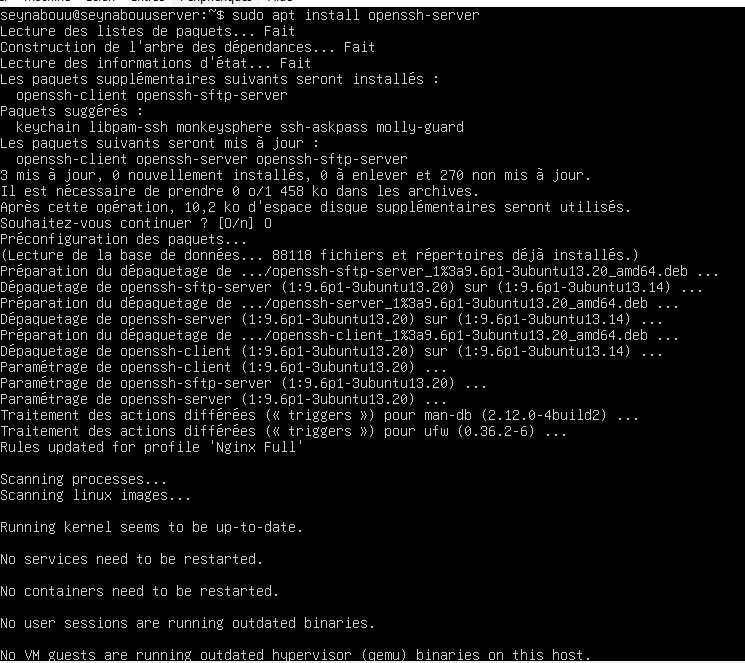 seynabouu@seynabouuserver:~$ sudo apt install openssh-server
Lecture des listes de paquets... Fait
Construction de l'arbre des dépendances... Fait
Lecture des informations d'état... Fait
Les paquets supplémentaires suivants seront installés :
  openssh-client openssh-sftp-server
Paquets suggérés :
  keychain libpam-ssh monkeysphere ssh-askpass molly-guard
Les paquets suivants seront mis à jour :
  openssh-client openssh-server openssh-sftp-server
3 mis à jour, 0 nouvellement installés, 0 à enlever et 270 non mis à jour.
Il est nécessaire de prendre 0 o/1 458 ko dans les archives.
Après cette opération, 10,2 ko d'espace disque supplémentaires seront utilisés.
Souhaitez-vous continuer ? [O/n] O
Préconfiguration des paquets...
(Lecture de la base de données... 88118 fichiers et répertoires déjà installés.)
Préparation du dépaquetage de .../openssh-sftp-server_1%3a9.6p1-3ubuntu13.20_amd64.deb ...
Dépaquetage de openssh-sftp-server (1:9.6p1-3ubuntu13.20) sur (1:9.6p1-3ubuntu13.14) ...
Préparation du dépaquetage de .../openssh-server_1%3a9.6p1-3ubuntu13.20_amd64.deb ...
Dépaquetage de openssh-server (1:9.6p1-3ubuntu13.20) sur (1:9.6p1-3ubuntu13.14) ...
Préparation du dépaquetage de .../openssh-client_1%3a9.6p1-3ubuntu13.20_amd64.deb ...
Dépaquetage de openssh-client (1:9.6p1-3ubuntu13.20) sur (1:9.6p1-3ubuntu13.14) ...
Paramétrage de openssh-client (1:9.6p1-3ubuntu13.20) ...
Paramétrage de openssh-sftp-server (1:9.6p1-3ubuntu13.20) ...
Paramétrage de openssh-server (1:9.6p1-3ubuntu13.20) ...
Traitement des actions différées (« triggers ») pour man-db (2.12.0-4build2) ...
Traitement des actions différées (« triggers ») pour ufw (0.36.2-6) ...
Rules updated for profile 'Nginx Full'

Scanning processes...
Scanning linux images...

Running kernel seems to be up-to-date.

No services need to be restarted.

No containers need to be restarted.

No user sessions are running outdated binaries.

No VM guests are running outdated hypervisor (qemu) binaries on this host.